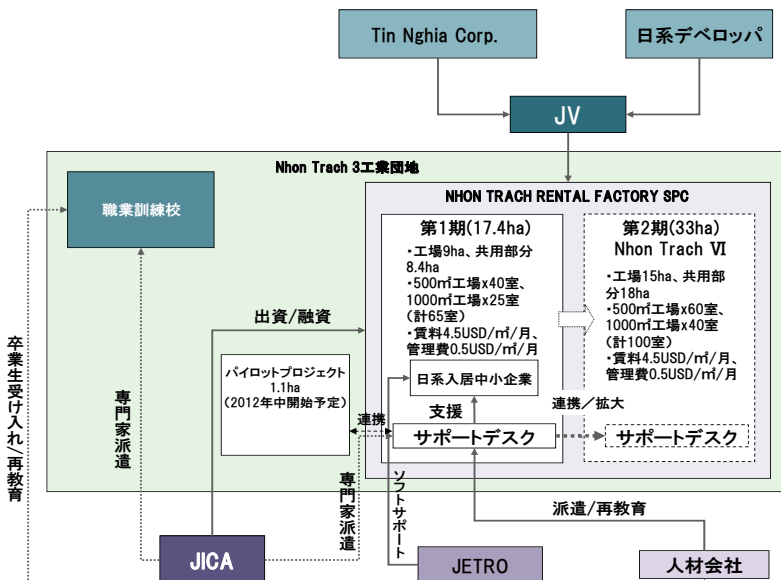 Tin Nghia Corp.
日系デベロッパ
JV
Nhon Trach 3工業団地
職業訓練校
NHON TRACH RENTAL FACTORY SPC
第1期(17.4ha)
・工場9ha、共用部分
8.4ha
・500㎡工場x40室、
1000㎡工場x25室
(計65室)
・賃料4.5USD/㎡/月、
管理費0.5USD/㎡/月
第2期(33ha)
Nhon Trach Ⅵ
・工場15ha、共用部
分18ha
・500㎡工場x60室、
1000㎡工場x40室
(計100室)
・賃料4.5USD/㎡/月、
管理費0.5USD/㎡/月
出資/融資
パイロットプロジェクト
1.1ha
(2012年中開始予定)
日系入居中小企業
連携
支援
連携／拡大
サポートデスク
サポートデスク
卒業生受け入れ/再教育
専門家派遣
専門家派遣
ソフトサポート
派遣/再教育
JICA
JETRO
人材会社